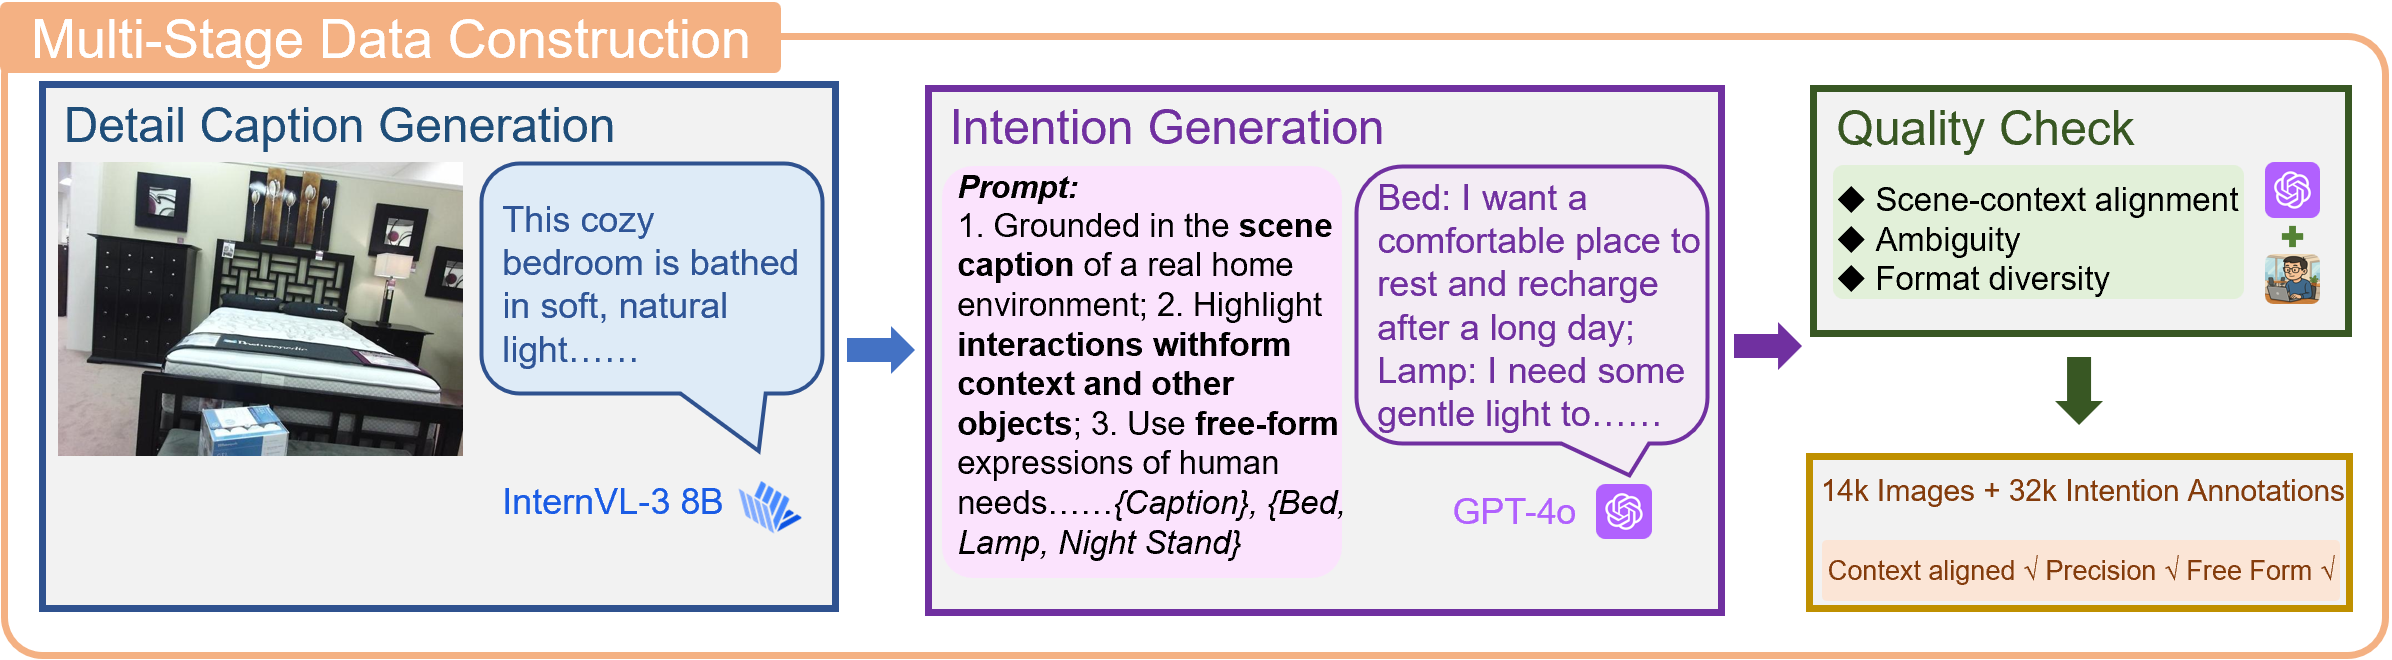 Multi-Stage Data Construction
Detail Caption Generation
This cozy
bedroom is bathed
in soft, natural
light......
InternVL-3 8B
Intention Generation
Prompt:
1. Grounded in the scene
caption of a real home
environment; 2. Highlight
interactions withform
context and other
objects; 3. Use free-form
expressions of human
needs......{Caption}, {Bed,
Lamp, Night Stand}
Bed: I want a
comfortable place to
rest and recharge
after a long day;
Lamp: I need some
gentle light to......
GPT-4o
Quality Check
◆ Scene-context alignment
◆ Ambiguity
◆ Format diversity
14k Images + 32k Intention Annotations
Context aligned √ Precision √ Free Form √